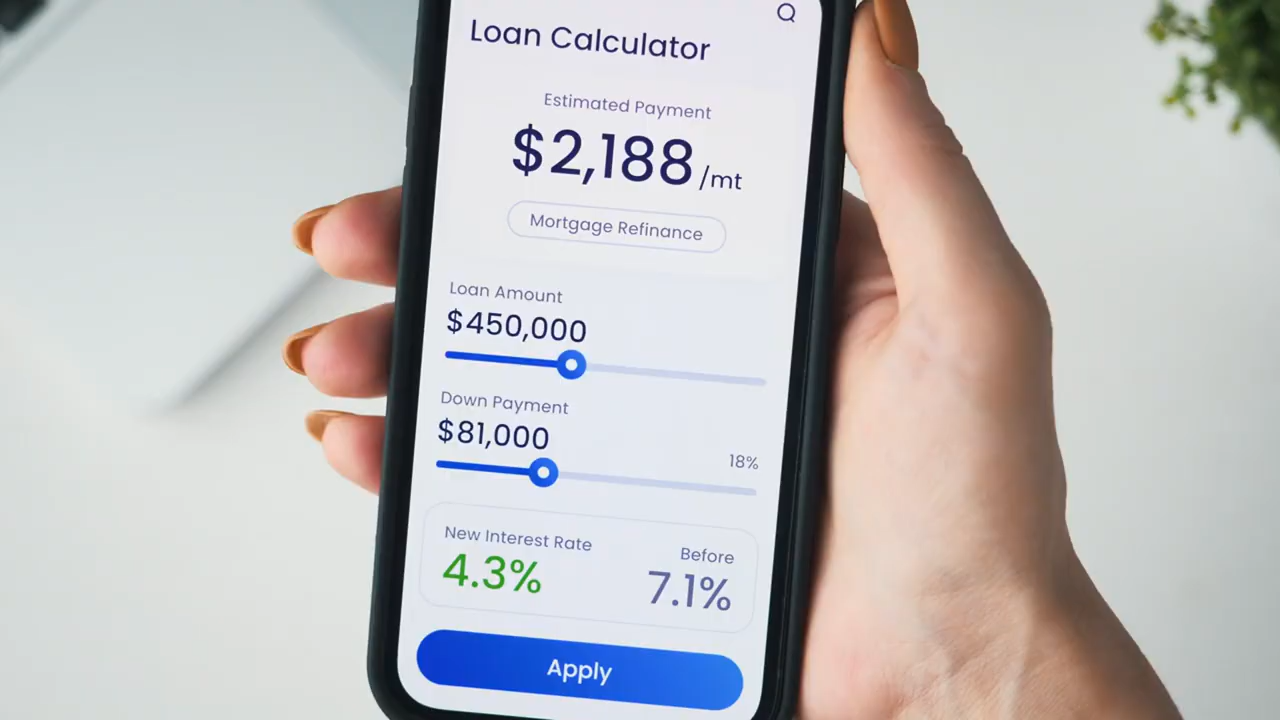 Loan Calculator
Estimated Payment
$2,188 /mt
Mortgage Refinance
Loan Amount
$450,000
Down Payment
$81,000
18%
New Interest Rate
Before
4.3%
7.1%
Apply